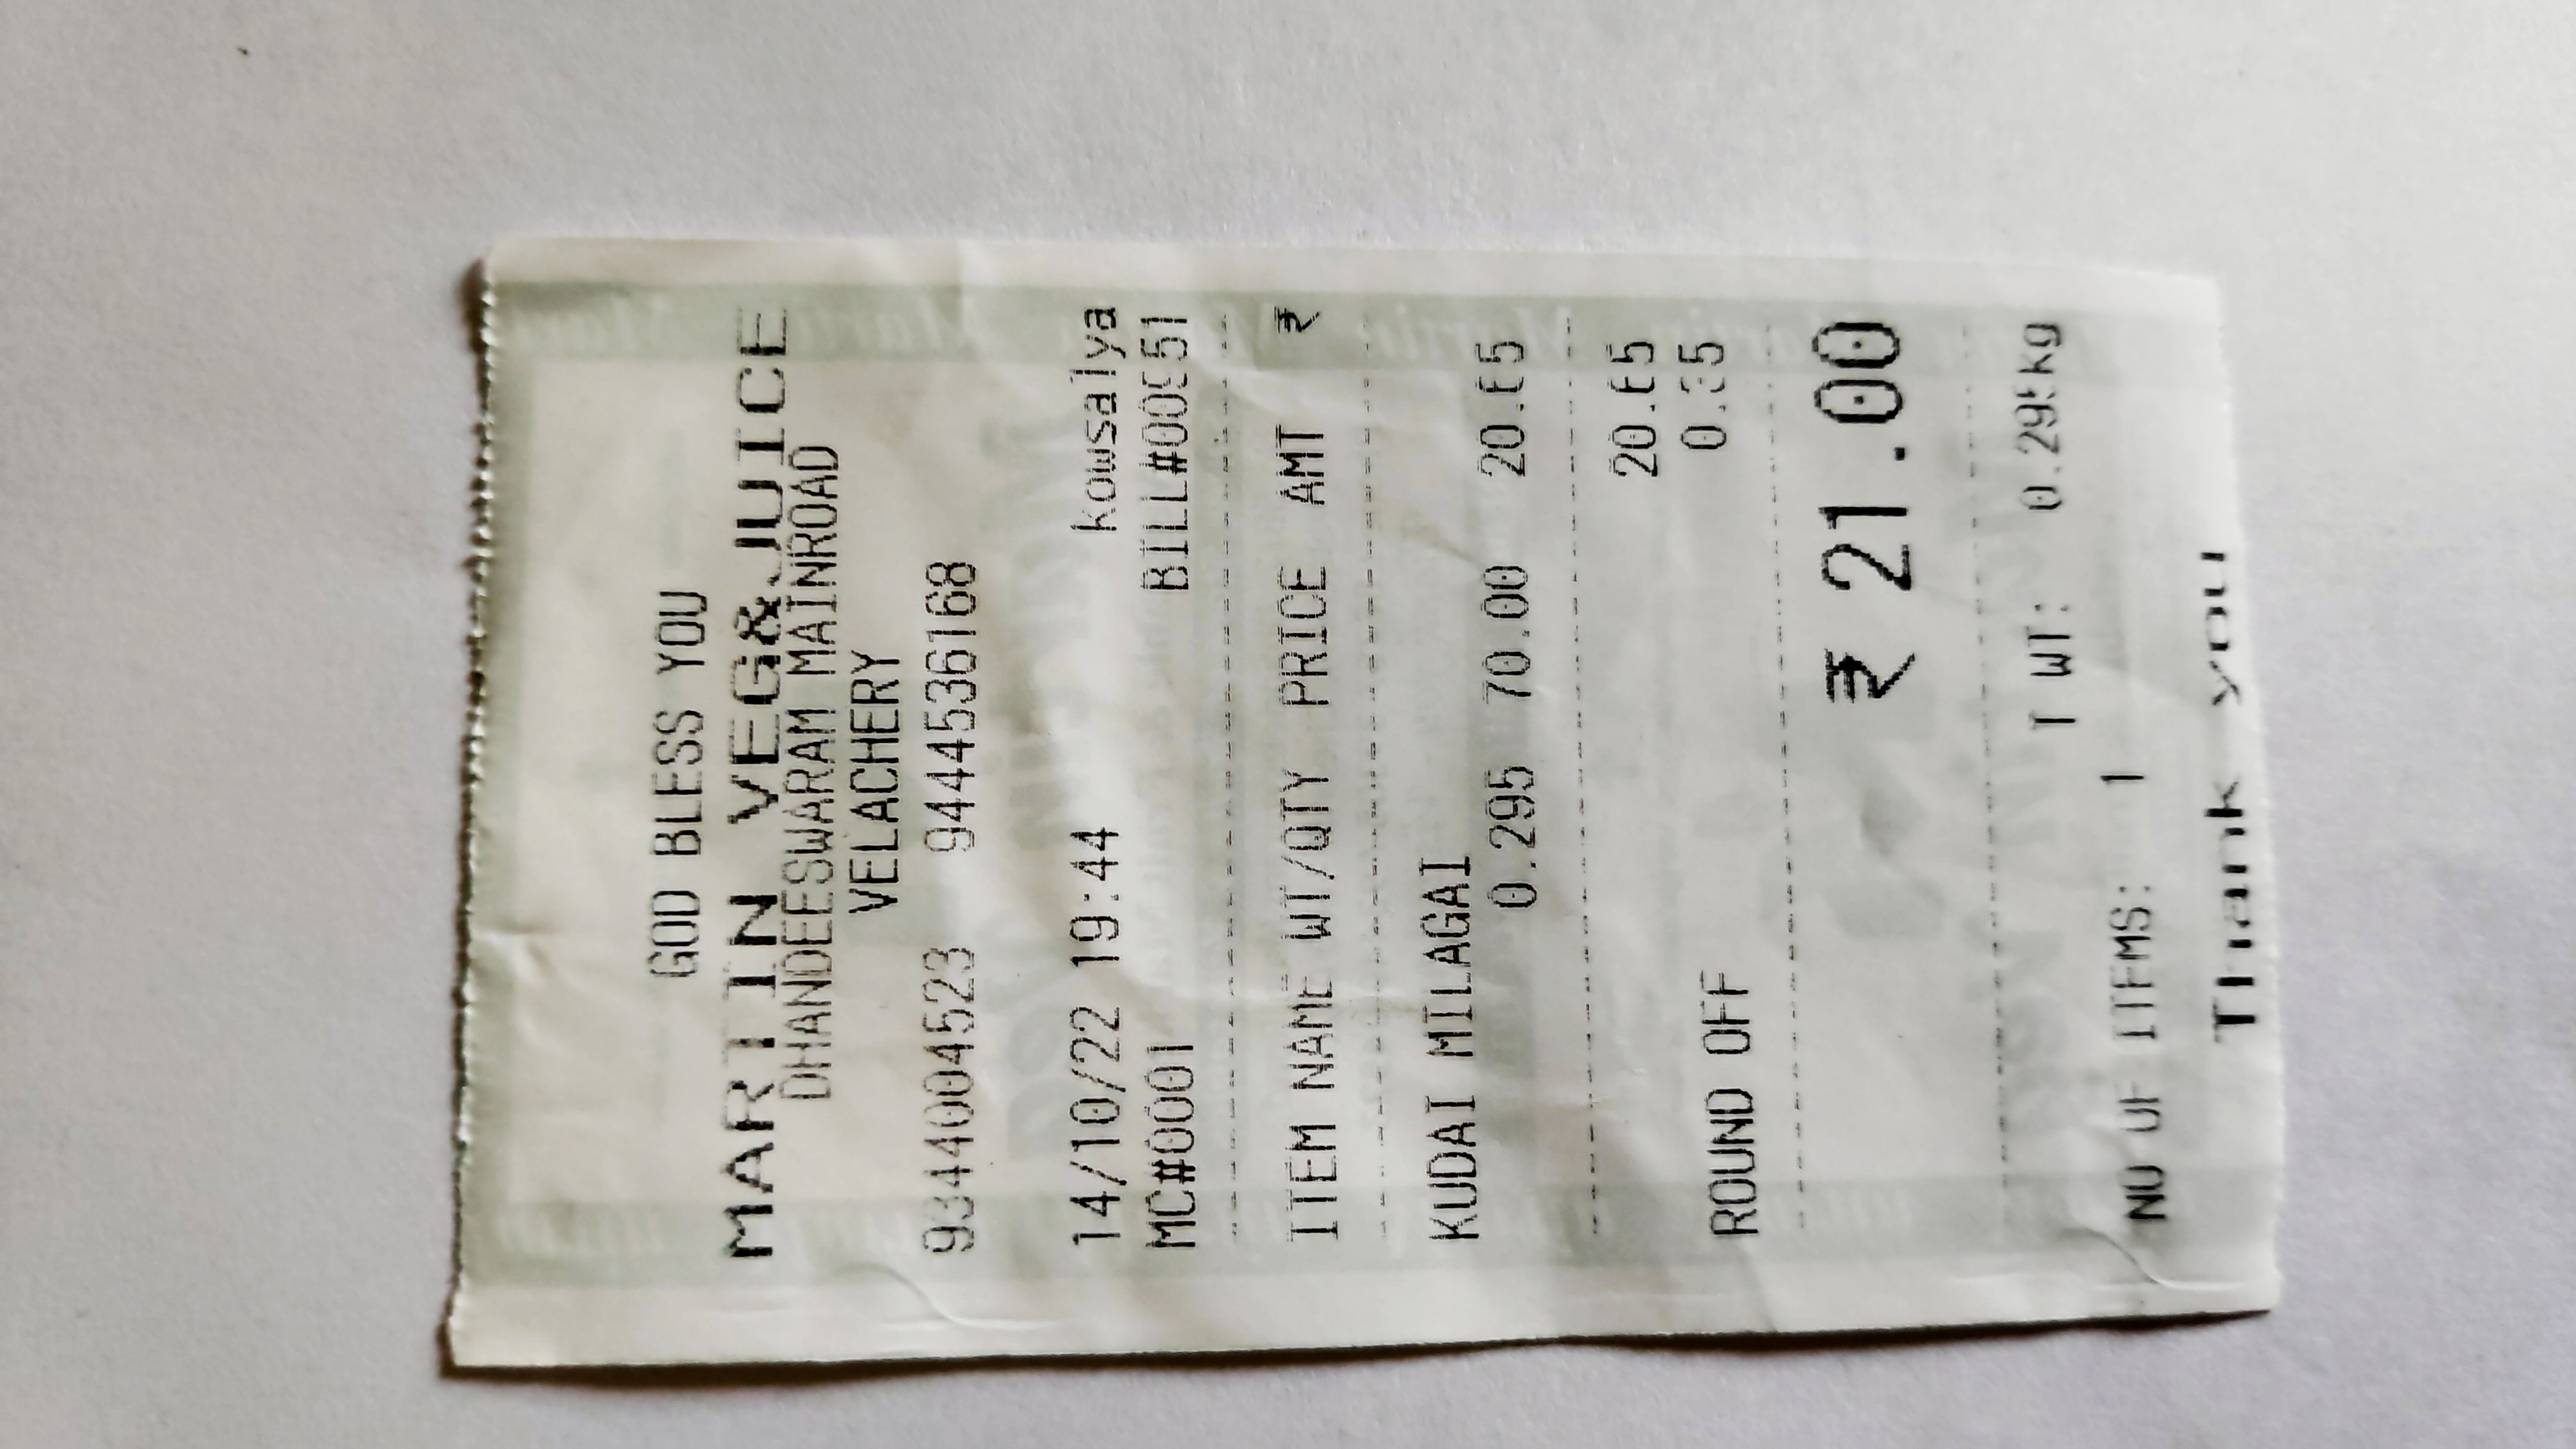 GOD BLESS YOU
MARTIN VEG&JUICE
DHANDEESWARAM MAINROAD
VELACHERY
9344004523 9444536168
14/10/22 19:44 kowsalya
MC#0001
ITEM NAME WT/QTY PRICE AMT ₹
KUDAI MILAGAI
0.295 70.00 20.65
20.65
ROUND OFF 0.35
₹ 21.00
T WT: 0.295kg
NO OF ITEMS: 1
Thank you